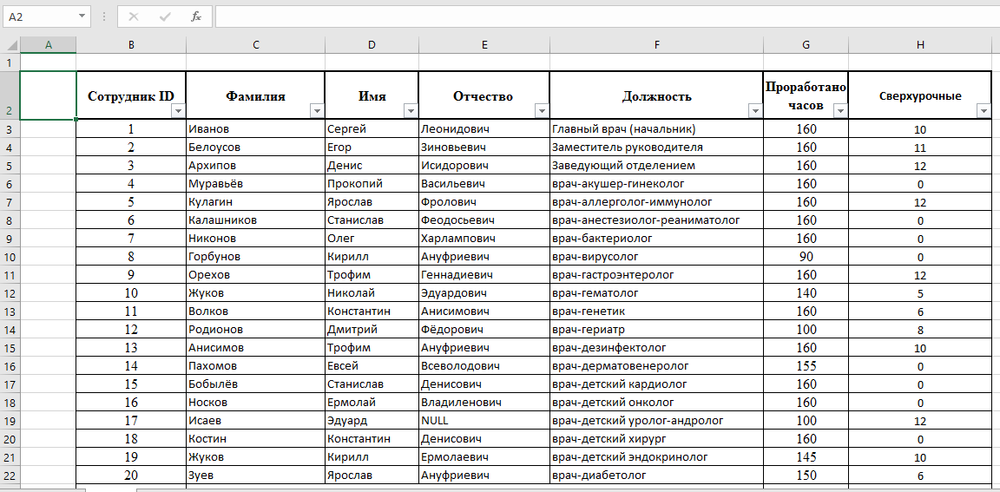 A2 fx
A B C D E F G H
1
2 Сотрудник ID Фамилия Имя Отчество Должность Проработано часов Сверхурочные
3 1 Иванов Сергей Леонидович Главный врач (начальник) 160 10
4 2 Белоусов Егор Зиновьевич Заместитель руководителя 160 11
5 3 Архипов Денис Исидорович Заведующий отделением 160 12
6 4 Муравьёв Прокопий Васильевич врач-акушер-гинеколог 160 0
7 5 Кулагин Ярослав Фролович врач-аллерголог-иммунолог 160 12
8 6 Калашников Станислав Феодосьевич врач-анестезиолог-реаниматолог 160 0
9 7 Никонов Олег Харлампович врач-бактериолог 160 0
10 8 Горбунов Кирилл Ануфриевич врач-вирусолог 90 0
11 9 Орехов Трофим Геннадиевич врач-гастроэнтеролог 160 12
12 10 Жуков Николай Эдуардович врач-гематолог 140 5
13 11 Волков Константин Анисимович врач-генетик 160 6
14 12 Родионов Дмитрий Фёдорович врач-гериатр 100 8
15 13 Анисимов Трофим Ануфриевич врач-дезинфектолог 160 10
16 14 Пахомов Евсей Всеволодович врач-дерматовенеролог 155 0
17 15 Бобылёв Станислав Денисович врач-детский кардиолог 160 0
18 16 Носков Ермолай Владиленович врач-детский онколог 160 0
19 17 Исаев Эдуард NULL врач-детский уролог-андролог 100 12
20 18 Костин Константин Денисович врач-детский хирург 160 0
21 19 Жуков Кирилл Ермолаевич врач-детский эндокринолог 145 10
22 20 Зуев Ярослав Ануфриевич врач-диабетолог 150 6